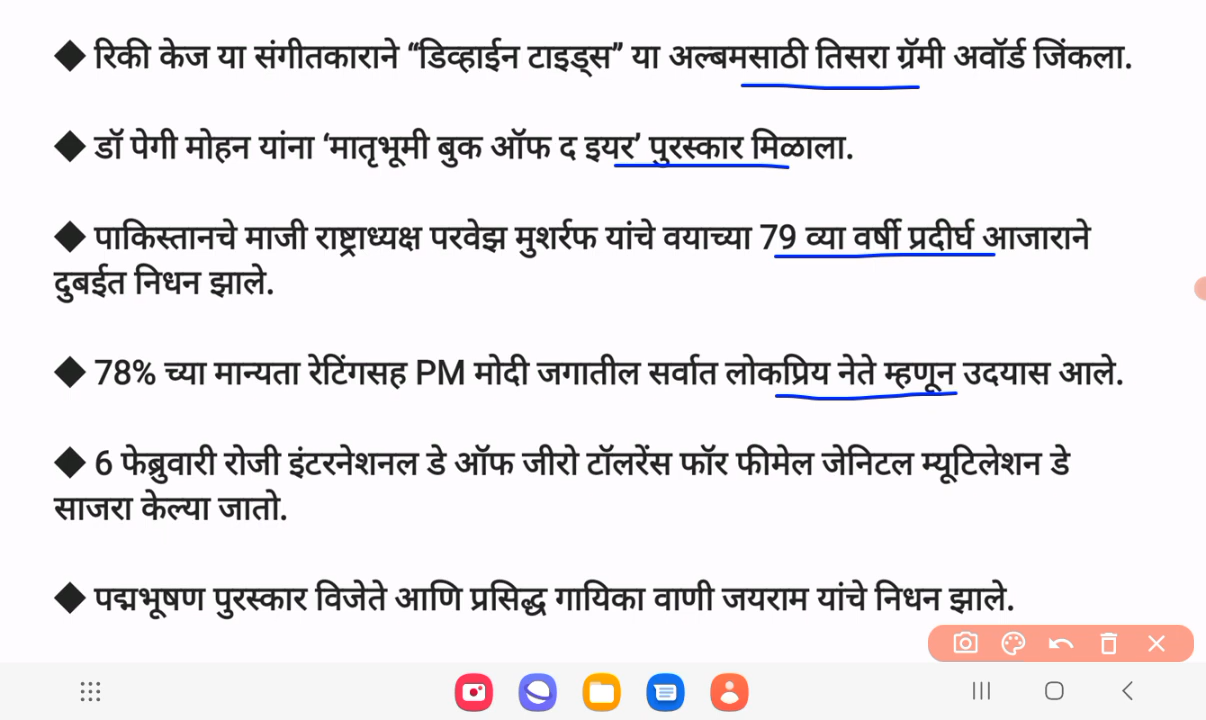 ◆ रिकी केज या संगीतकाराने “डिव्हाईन टाइड्स” या अल्बमसाठी तिसरा ग्रॅमी अवॉर्ड जिंकला.
◆ डॉ पेगी मोहन यांना ‘मातृभूमी बुक ऑफ द इयर’ पुरस्कार मिळाला.
◆ पाकिस्तानचे माजी राष्ट्राध्यक्ष परवेझ मुशर्रफ यांचे वयाच्या 79 व्या वर्षी प्रदीर्घ आजाराने
दुबईत निधन झाले.
◆ 78% च्या मान्यता रेटिंगसह PM मोदी जगातील सर्वात लोकप्रिय नेते म्हणून उदयास आले.
◆ 6 फेब्रुवारी रोजी इंटरनेशनल डे ऑफ जीरो टॉलरेंस फॉर फीमेल जेनिटल म्यूटिलेशन डे
साजरा केल्या जातो.
◆ पद्मभूषण पुरस्कार विजेते आणि प्रसिद्ध गायिका वाणी जयराम यांचे निधन झाले.